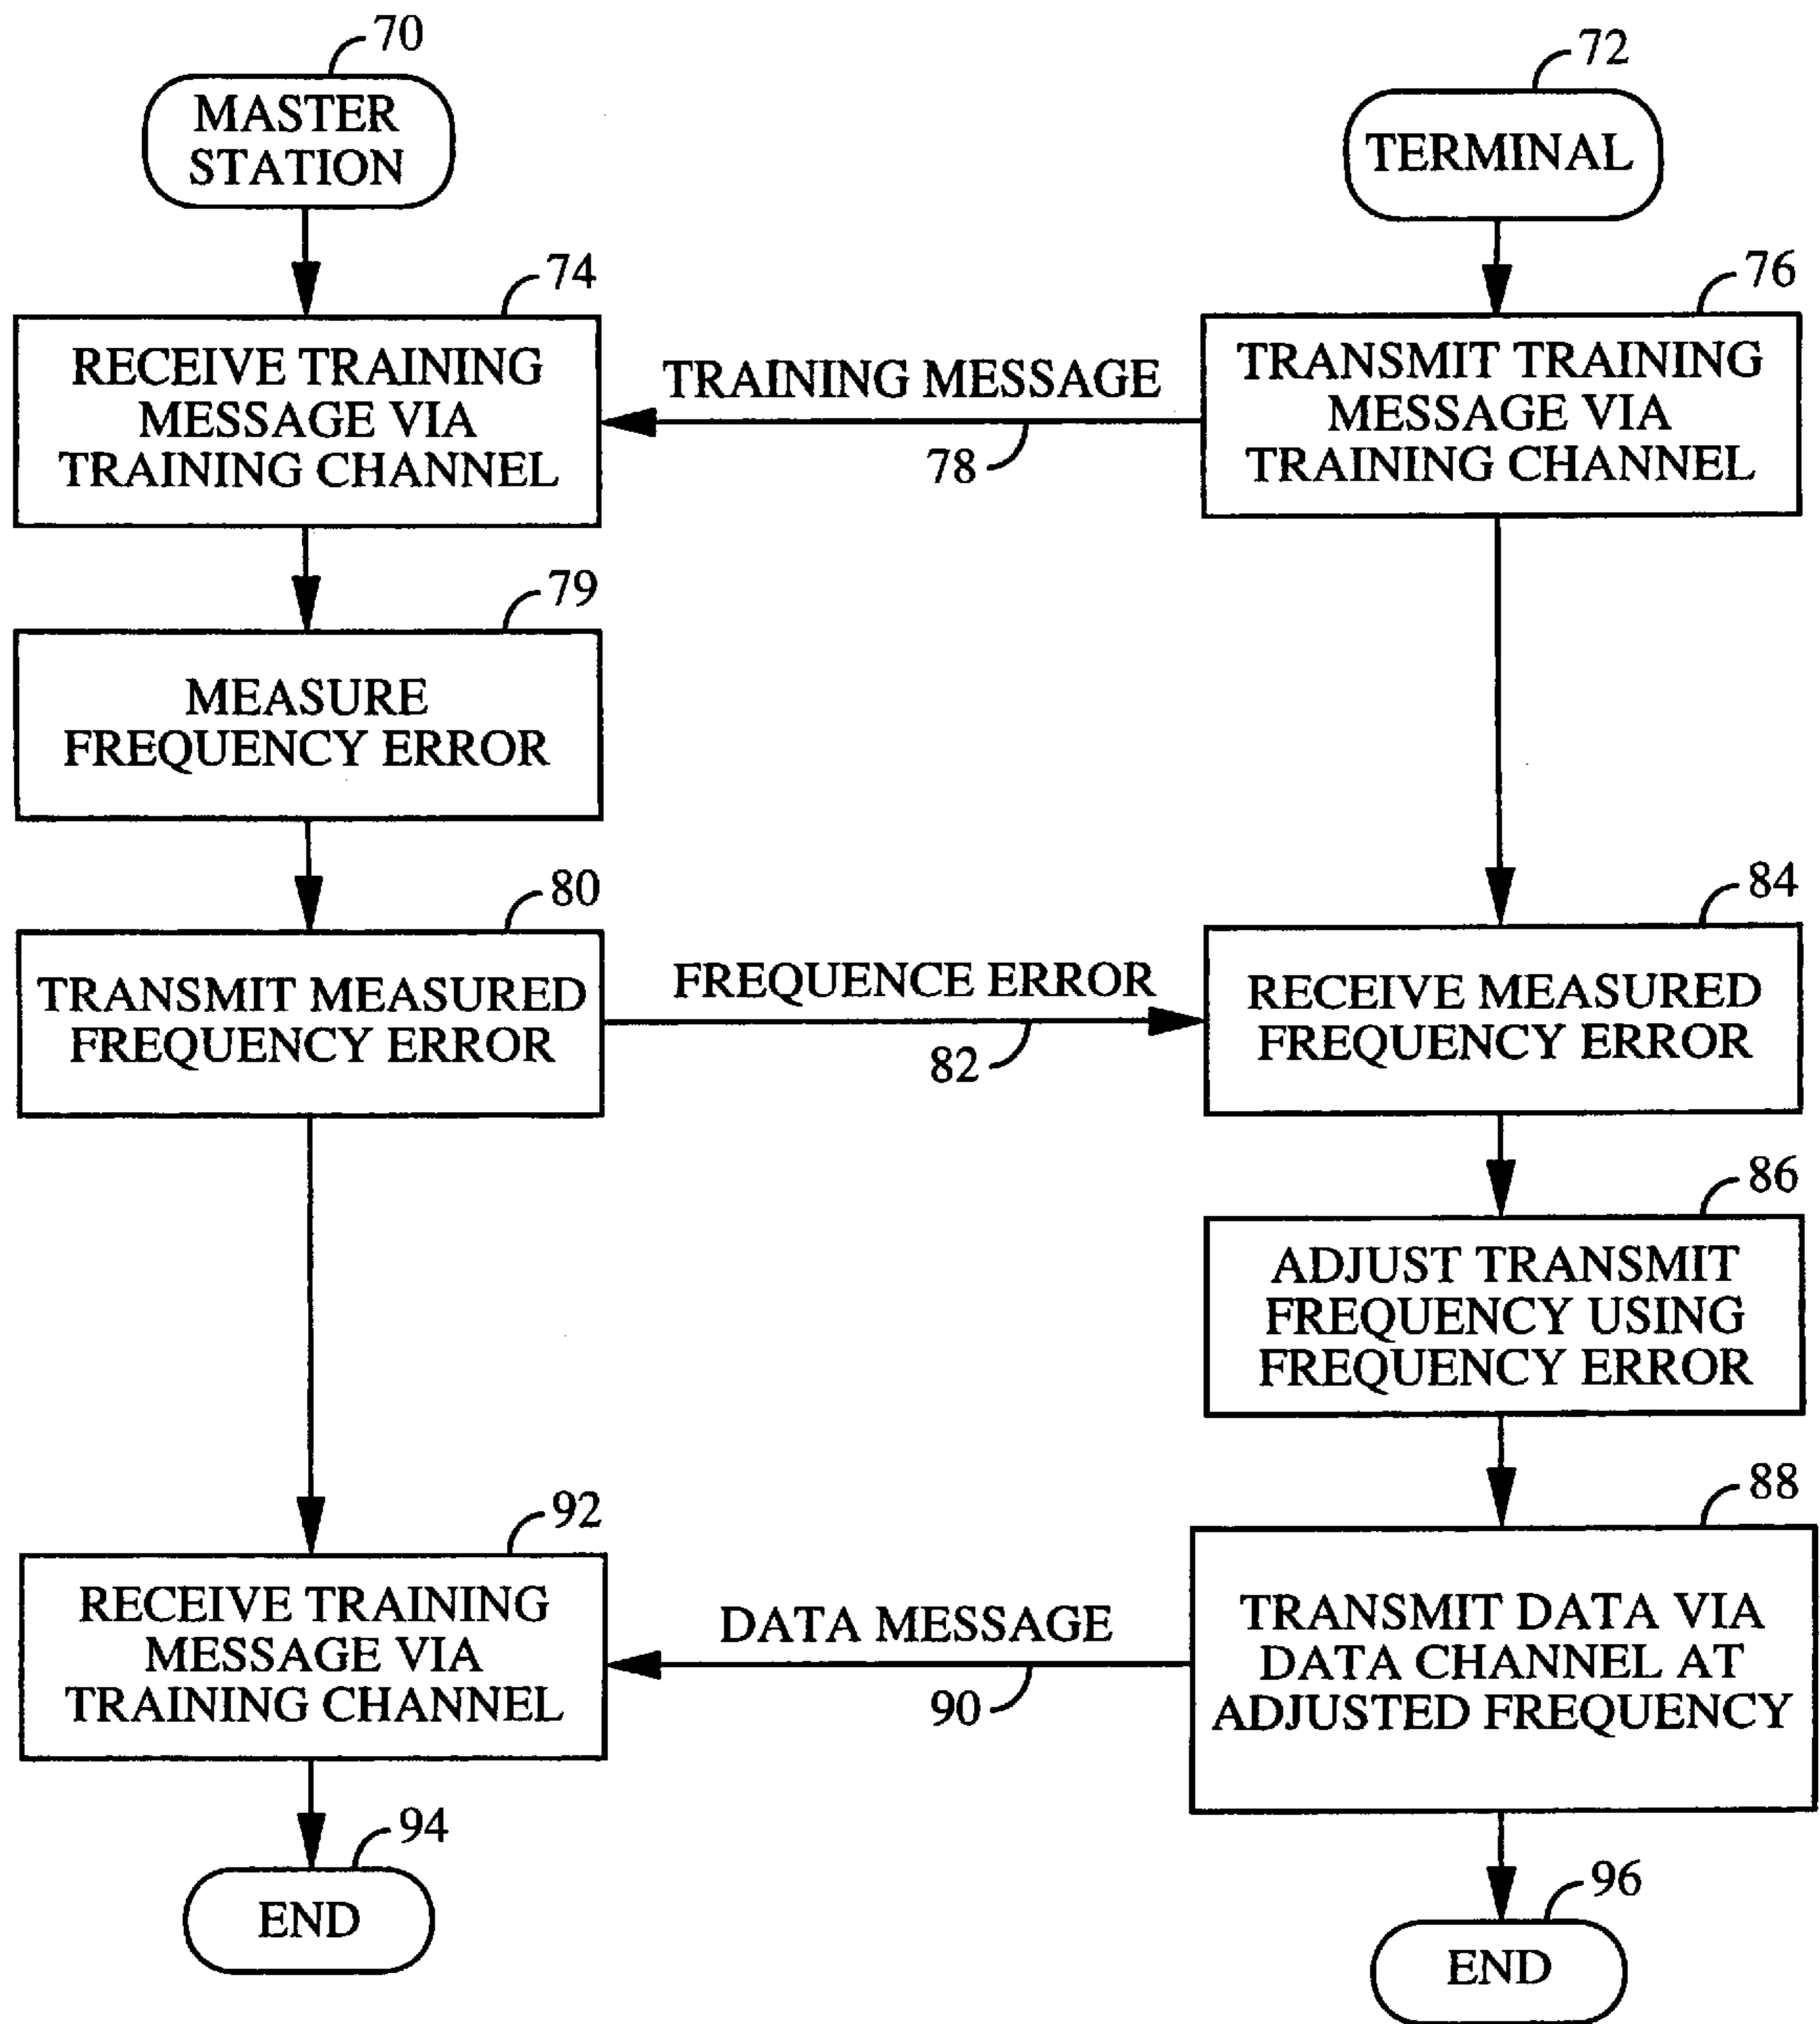 70
MASTER
STATION
72
TERMINAL
74
RECEIVE TRAINING
MESSAGE VIA
TRAINING CHANNEL
TRAINING MESSAGE
78
76
TRANSMIT TRAINING
MESSAGE VIA
TRAINING CHANNEL
79
MEASURE
FREQUENCY ERROR
80
TRANSMIT MEASURED
FREQUENCY ERROR
FREQUENCE ERROR
82
84
RECEIVE MEASURED
FREQUENCY ERROR
86
ADJUST TRANSMIT
FREQUENCY USING
FREQUENCY ERROR
88
TRANSMIT DATA VIA
DATA CHANNEL AT
ADJUSTED FREQUENCY
DATA MESSAGE
90
92
RECEIVE TRAINING
MESSAGE VIA
TRAINING CHANNEL
94
END
96
END